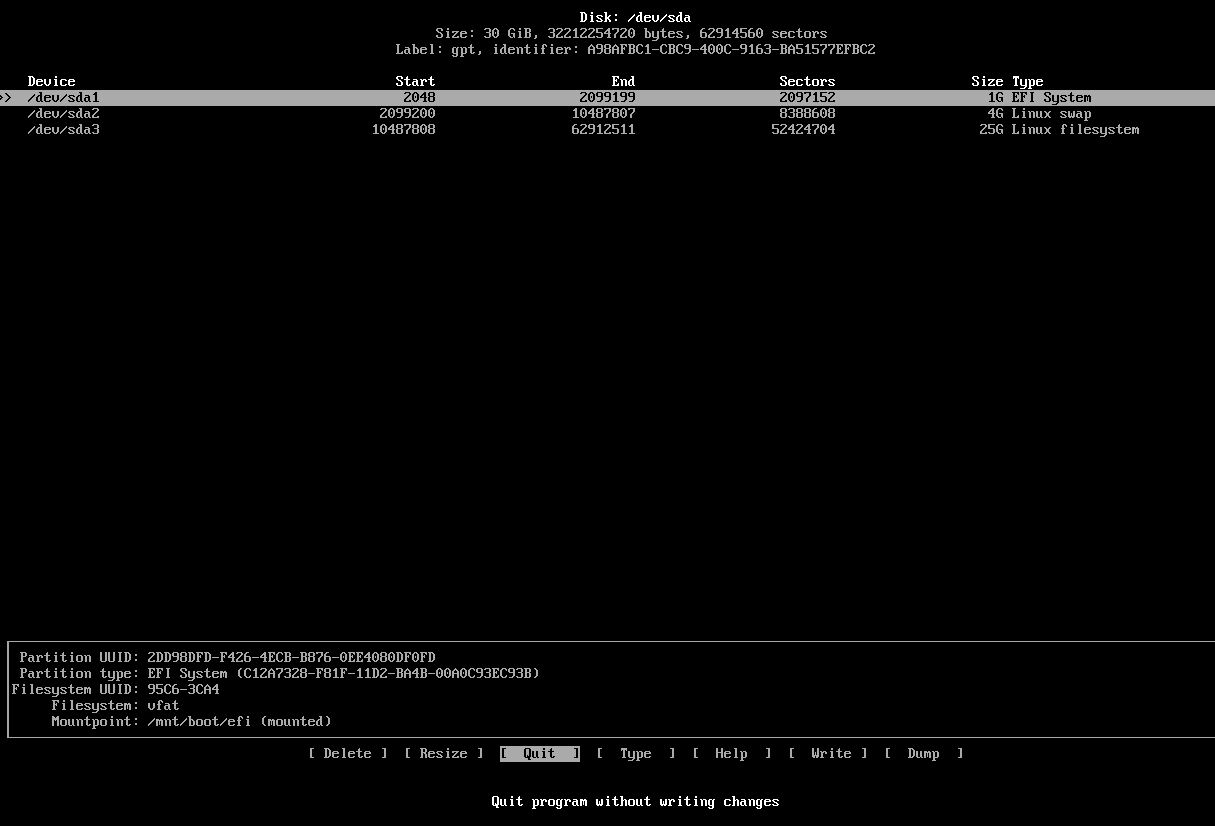 Disk: /dev/sda
Size: 30 GiB, 32212254720 bytes, 62914560 sectors
Label: gpt, identifier: A98AFBC1-CBC9-400C-9163-BA51577EFBC2
Device Start End Sectors Size Type
>> /dev/sda1 2048 2099199 2097152 1G EFI System
/dev/sda2 2099200 10487807 8388608 4G Linux swap
/dev/sda3 10487808 62912511 52424704 25G Linux filesystem
Partition UUID: 2DD98DFD-F426-4ECB-B876-0EE4080DF0FD
Partition type: EFI System (C12A7328-F81F-11D2-BA4B-00A0C93EC93B)
Filesystem UUID: 95C6-3CA4
Filesystem: vfat
Mountpoint: /mnt/boot/efi (mounted)
[ Delete ] [ Resize ] [ Quit ] [ Type ] [ Help ] [ Write ] [ Dump ]
Quit program without writing changes